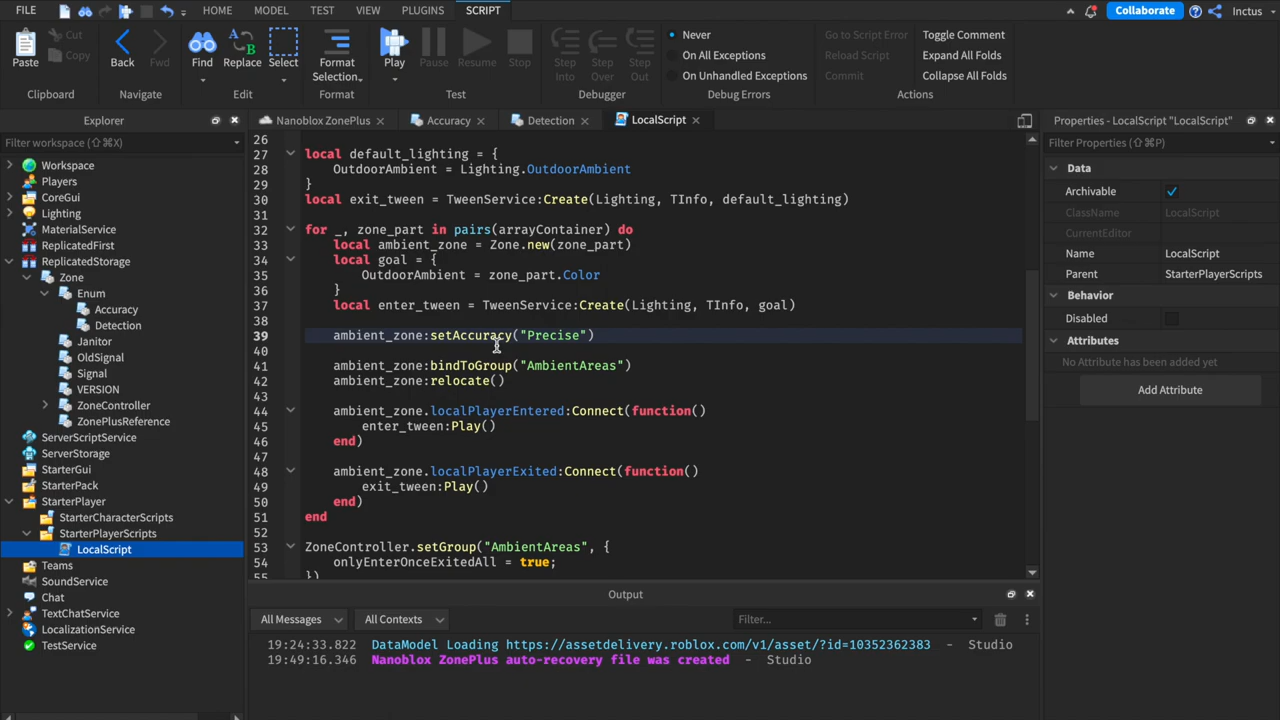 FILE HOME MODEL TEST VIEW PLUGINS SCRIPT Collaborate Inctus
Paste Cut Copy Back Fwd Find Replace Select Format Selection Play Pause Resume Stop Step Into Step Over Step Out Never On All Exceptions On Unhandled Exceptions Go to Script Error Reload Script Commit Toggle Comment Expand All Folds Collapse All Folds
Clipboard Navigate Edit Format Test Debugger Debug Errors Actions
Explorer
Filter workspace (⇧⌘X)
Workspace
Players
CoreGui
Lighting
MaterialService
ReplicatedFirst
ReplicatedStorage
Zone
Enum
Accuracy
Detection
Janitor
OldSignal
Signal
VERSION
ZoneController
ZonePlusReference
ServerScriptService
ServerStorage
StarterGui
StarterPack
StarterPlayer
StarterCharacterScripts
StarterPlayerScripts
LocalScript
Teams
SoundService
Chat
TextChatService
LocalizationService
TestService
Nanoblox ZonePlus Accuracy Detection LocalScript
26
27 local default_lighting = {
28 OutdoorAmbient = Lighting.OutdoorAmbient
29 }
30 local exit_tween = TweenService:Create(Lighting, TInfo, default_lighting)
31
32 for _, zone_part in pairs(arrayContainer) do
33 local ambient_zone = Zone.new(zone_part)
34 local goal = {
35 OutdoorAmbient = zone_part.Color
36 }
37 local enter_tween = TweenService:Create(Lighting, TInfo, goal)
38
39 ambient_zone:setAccuracy("Precise")
40
41 ambient_zone:bindToGroup("AmbientAreas")
42 ambient_zone:relocate()
43
44 ambient_zone.localPlayerEntered:Connect(function()
45 enter_tween:Play()
46 end)
47
48 ambient_zone.localPlayerExited:Connect(function()
49 exit_tween:Play()
50 end)
51 end
52
53 ZoneController.setGroup("AmbientAreas", {
54 onlyEnterOnceExitedAll = true;
55 })
Output
All Messages All Contexts Filter...
19:24:33.822 DataModel Loading https://assetdelivery.roblox.com/v1/asset/?id=10352362383 - Studio
19:49:16.346 Nanoblox ZonePlus auto-recovery file was created - Studio
Properties - LocalScript "LocalScript"
Filter Properties (⇧⌘P)
Data
Archivable
ClassName LocalScript
CurrentEditor
Name LocalScript
Parent StarterPlayerScripts
Behavior
Disabled
Attributes
No Attribute has been added yet
Add Attribute